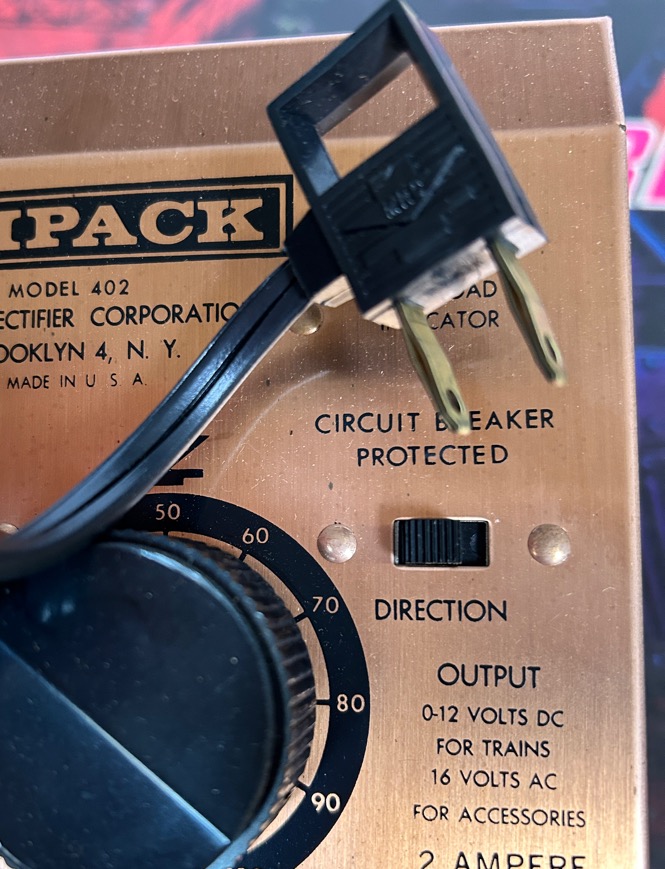 IPACK
MODEL 402
ECTIFIER CORPORATIO
OOKLYN 4, N. Y.
MADE IN U S A.
OAD
CATOR
CIRCUIT B EAKER
PROTECTED
50
60
70
80
90
DIRECTION
OUTPUT
0-12 VOLTS DC
FOR TRAINS
16 VOLTS AC
FOR ACCESSORIES
2 AMPERE